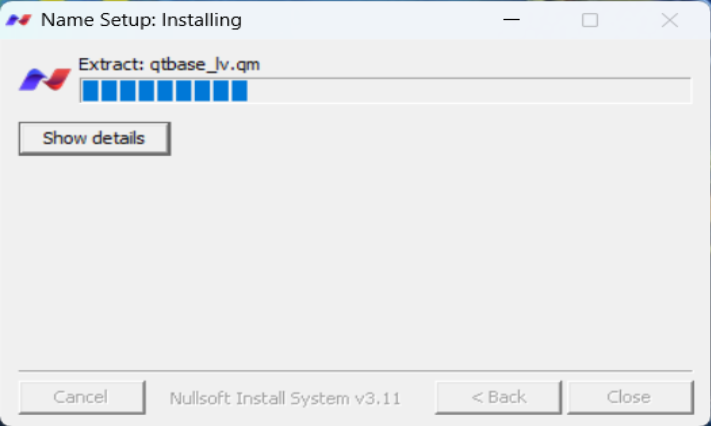 Name Setup: Installing
Extract: qtbase_lv.qm
Show details
Cancel
Nullsoft Install System v3.11
< Back
Close